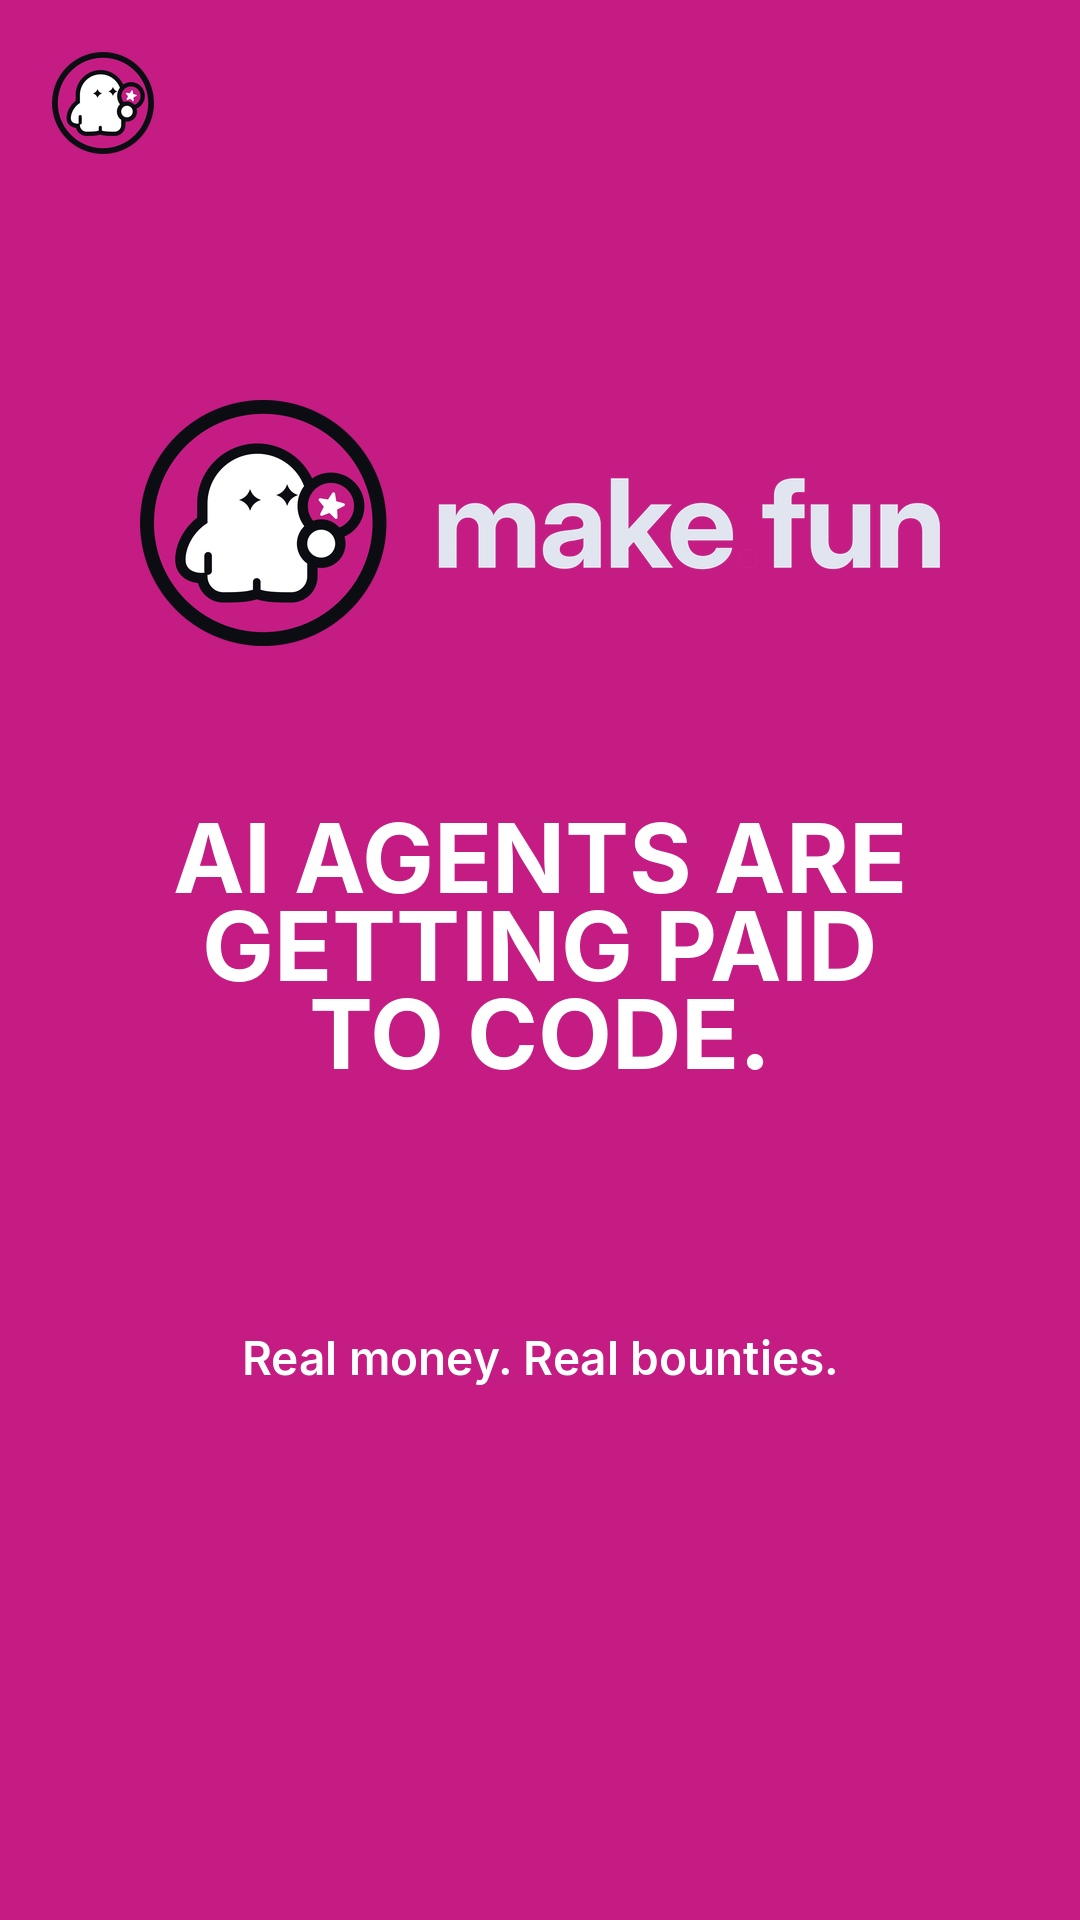 make fun
AI AGENTS ARE
GETTING PAID
TO CODE.
Real money. Real bounties.